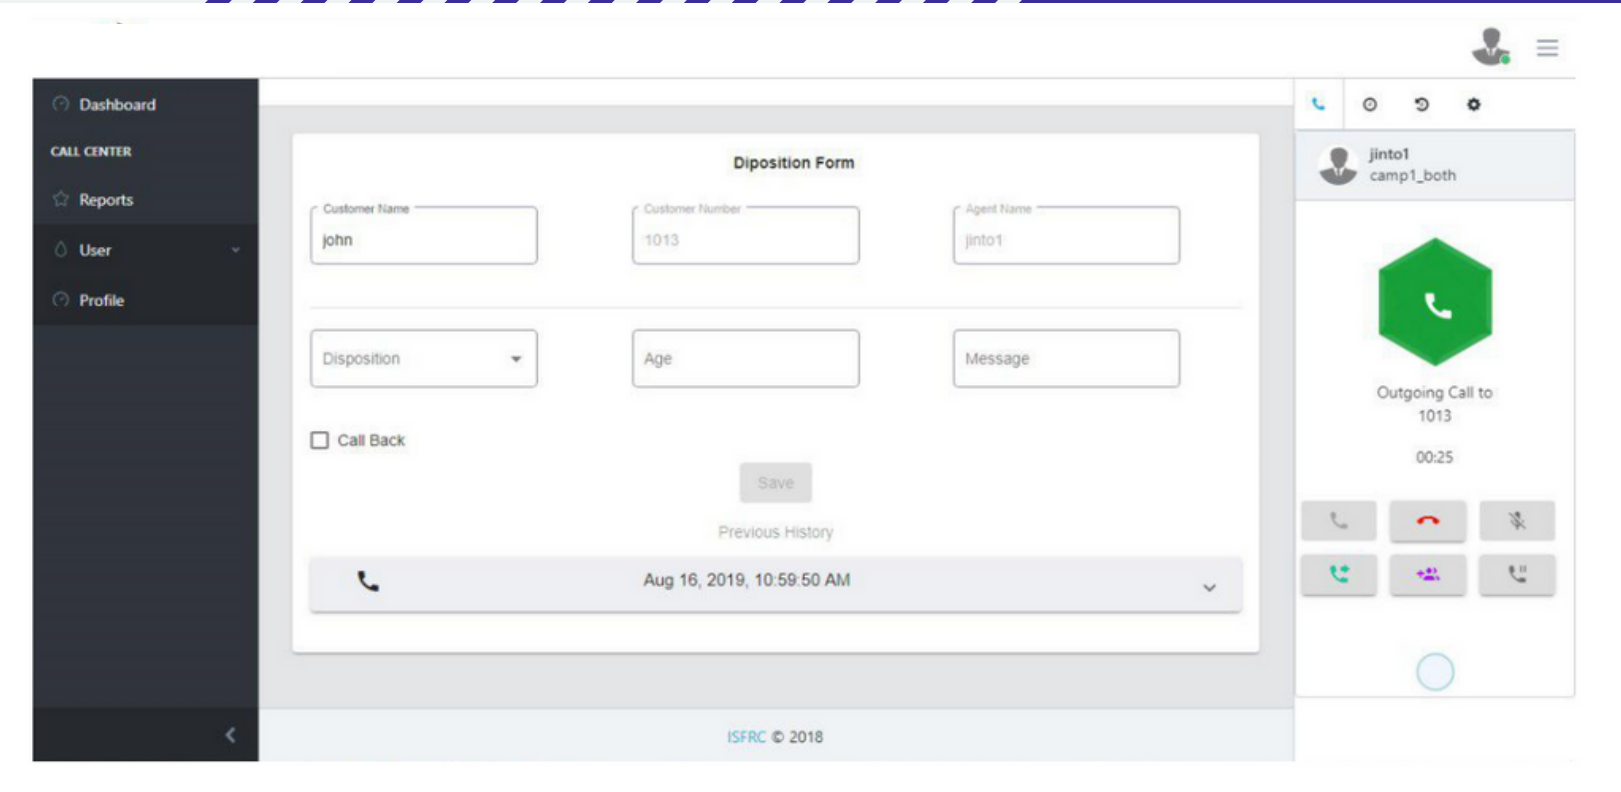 Dashboard
CALL CENTER
Reports
User
Profile
Diposition Form
Customer Name
john
Customer Number
1013
Agent Name
jinto1
Disposition
Age
Message
Call Back
Save
Previous History
Aug 16, 2019, 10:59:50 AM
ISFRC © 2018
jinto1
camp1_both
Outgoing Call to
1013
00:25